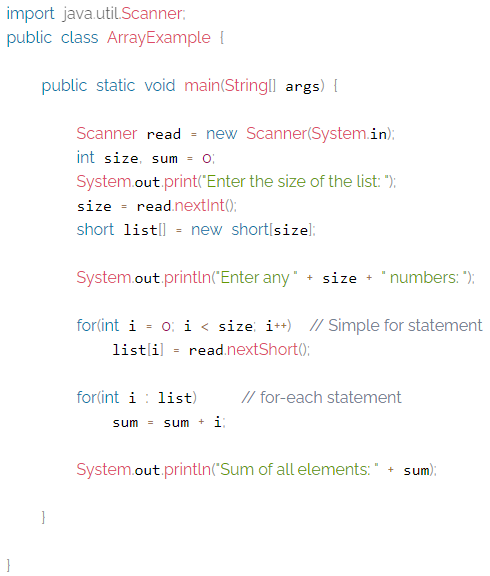 import java.util.Scanner;
public class ArrayExample {
public static void main(String[] args) {
Scanner read = new Scanner(System.in);
int size, sum = 0;
System.out.print("Enter the size of the list: ");
size = read.nextInt();
short list[] = new short[size];
System.out.println("Enter any " + size + " numbers: ");
for(int i = 0; i < size; i++) // Simple for statement
list[i] = read.nextShort();
for(int i : list) // for-each statement
sum = sum + i;
System.out.println("Sum of all elements: " + sum);
}
}